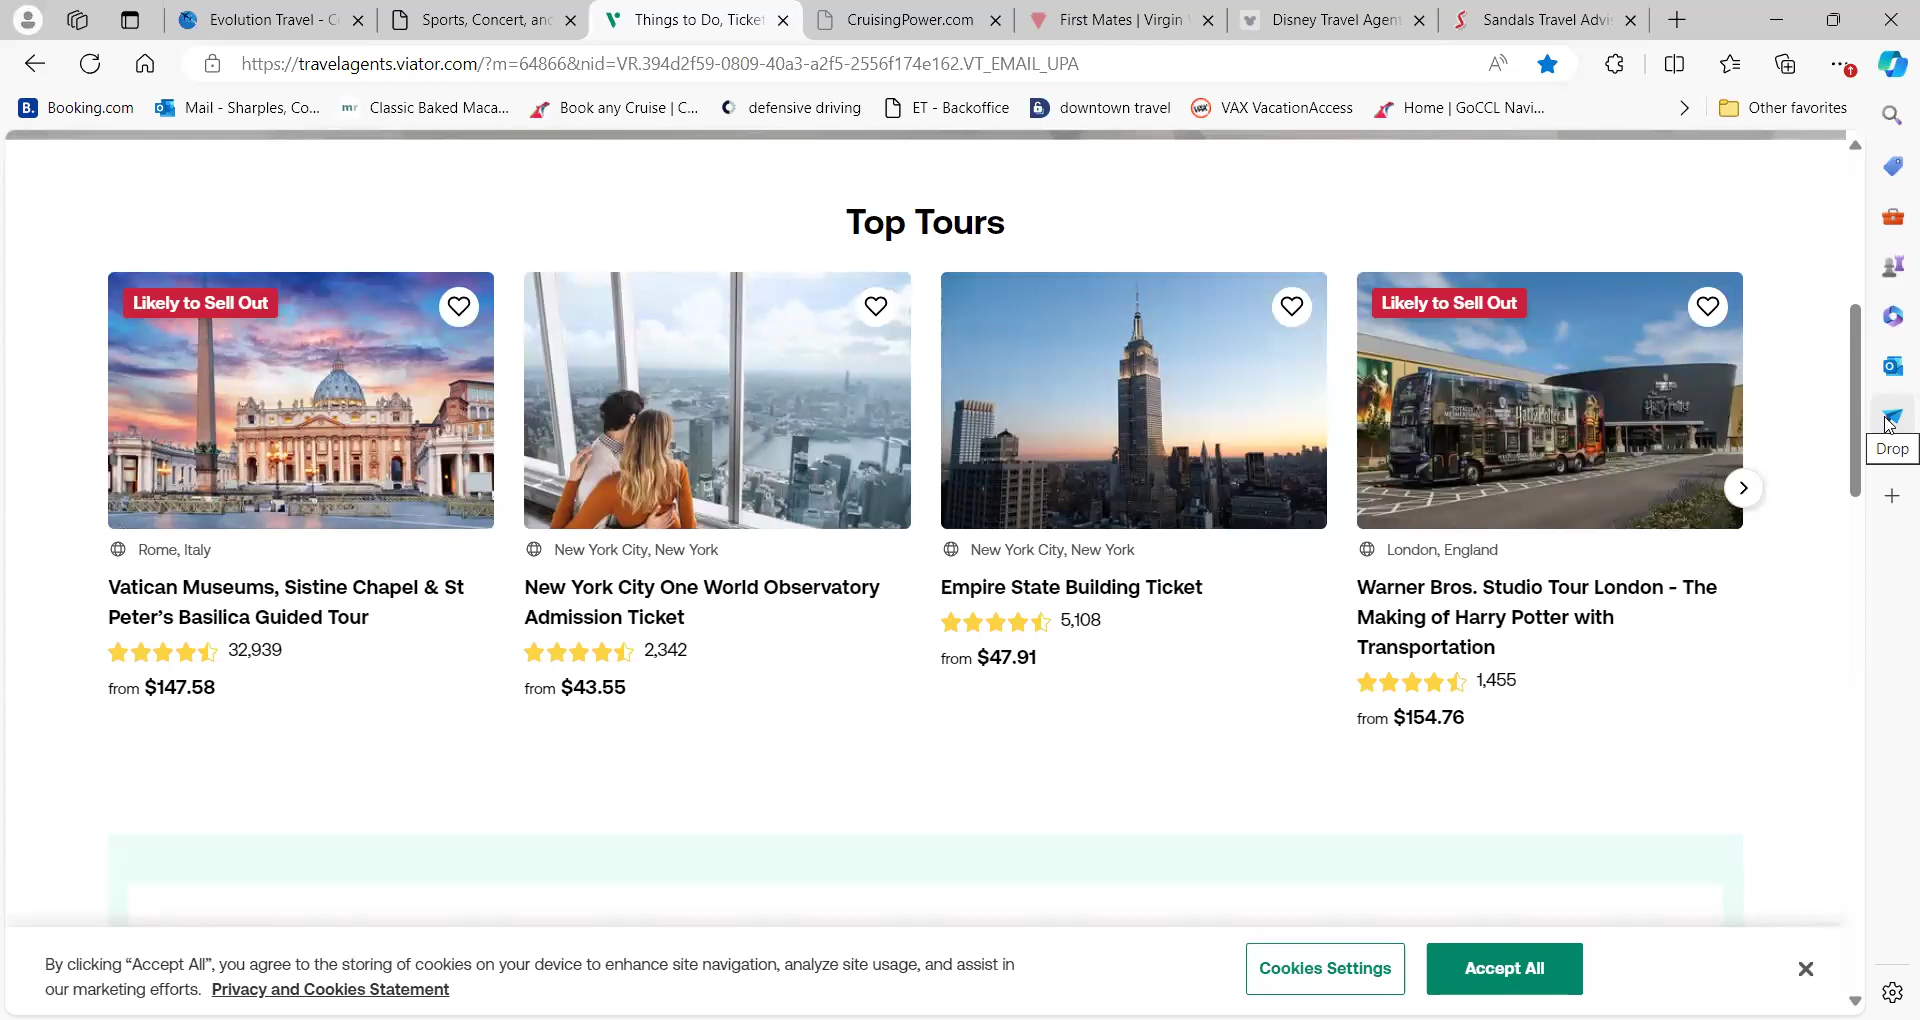 Evolution Travel - C
Sports, Concert, and
Things to Do, Ticket
CruisingPower.com
First Mates | Virgin
Disney Travel Agen
Sandals Travel Advi
https://travelagents.viator.com/?m=64866&nid=VR.394d2f59-0809-40a3-a2f5-2556f174e162.VT_EMAIL_UPA
Booking.com
Mail - Sharples, Co...
mr Classic Baked Maca...
Book any Cruise | C...
defensive driving
ET - Backoffice
downtown travel
VAX VacationAccess
Home | GoCCL Navi...
Other favorites
Top Tours
Likely to Sell Out
Likely to Sell Out
Drop
Rome, Italy
Vatican Museums, Sistine Chapel & St
Peter’s Basilica Guided Tour
32,939
from $147.58
New York City, New York
New York City One World Observatory
Admission Ticket
2,342
from $43.55
New York City, New York
Empire State Building Ticket
5,108
from $47.91
London, England
Warner Bros. Studio Tour London - The
Making of Harry Potter with
Transportation
1,455
from $154.76
By clicking “Accept All”, you agree to the storing of cookies on your device to enhance site navigation, analyze site usage, and assist in
our marketing efforts. Privacy and Cookies Statement
Cookies Settings
Accept All